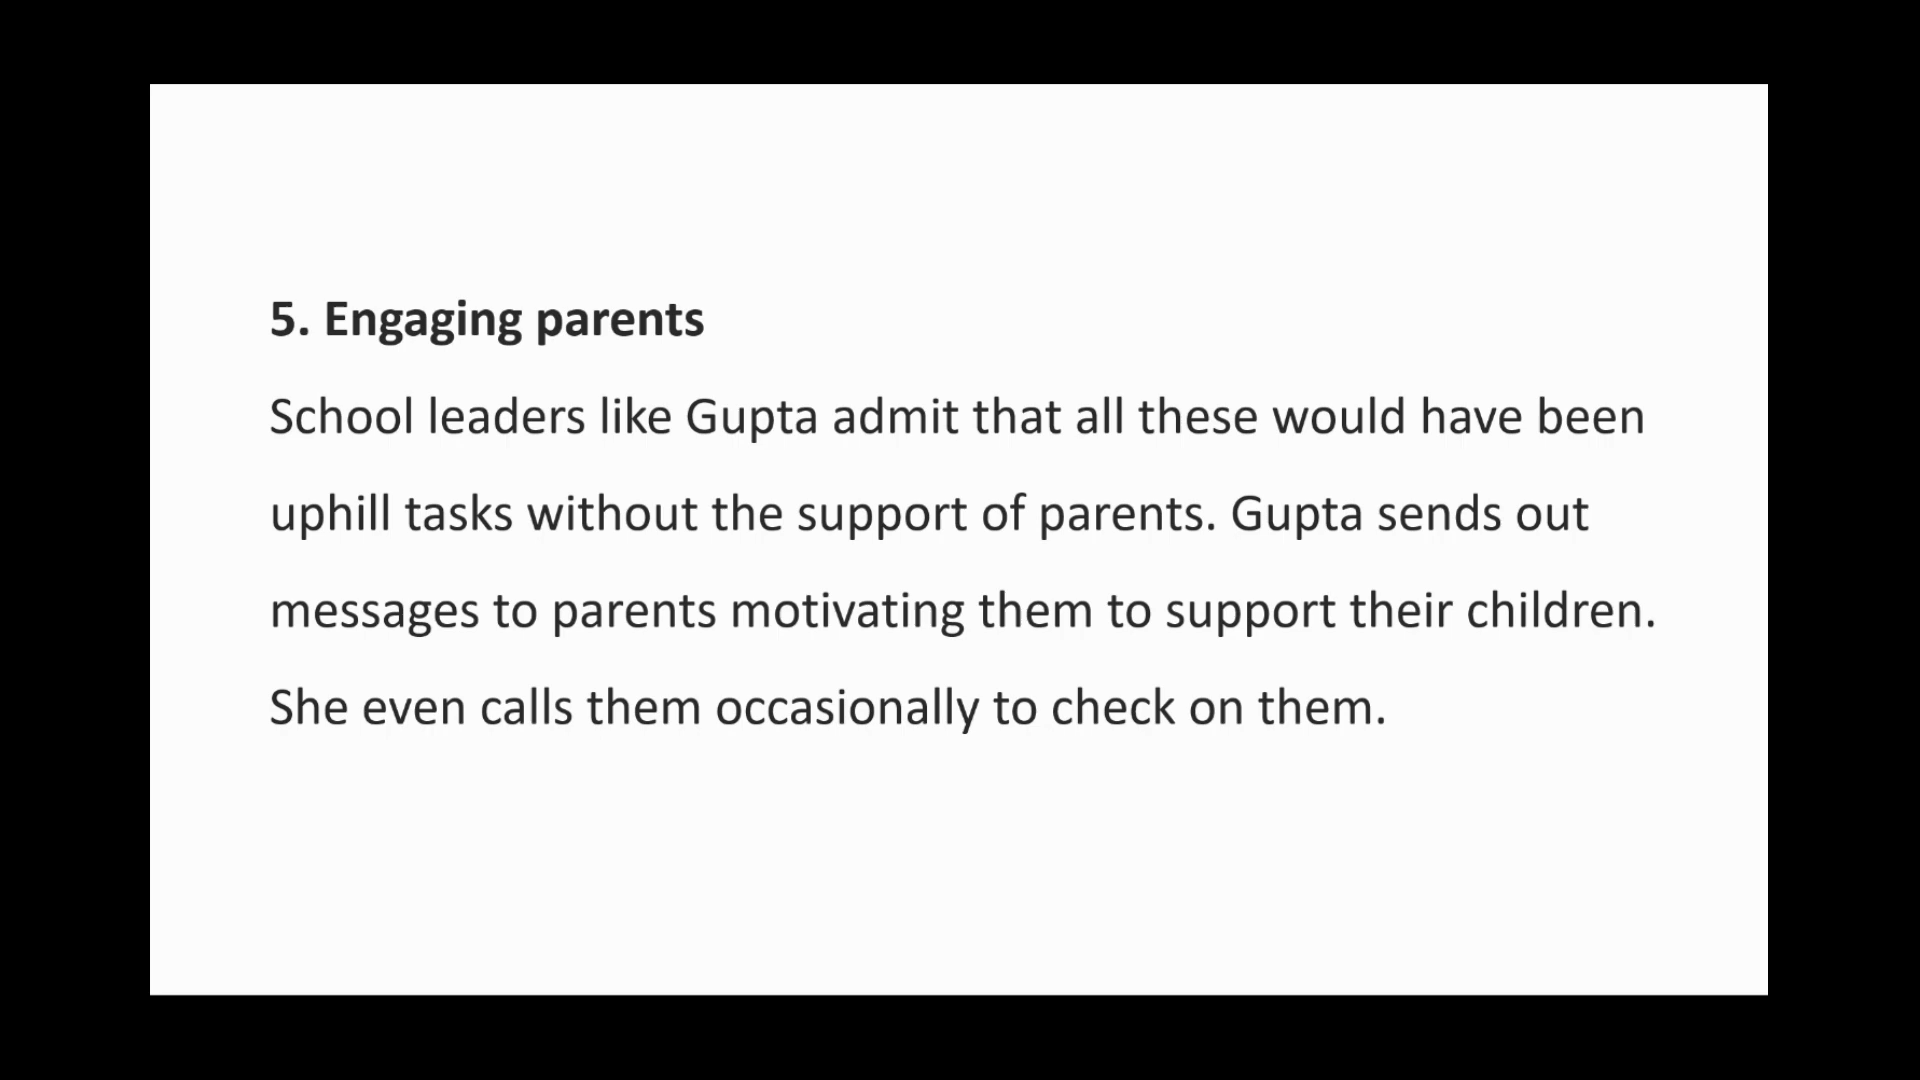 5. Engaging parents
School leaders like Gupta admit that all these would have been
uphill tasks without the support of parents. Gupta sends out
messages to parents motivating them to support their children.
She even calls them occasionally to check on them.